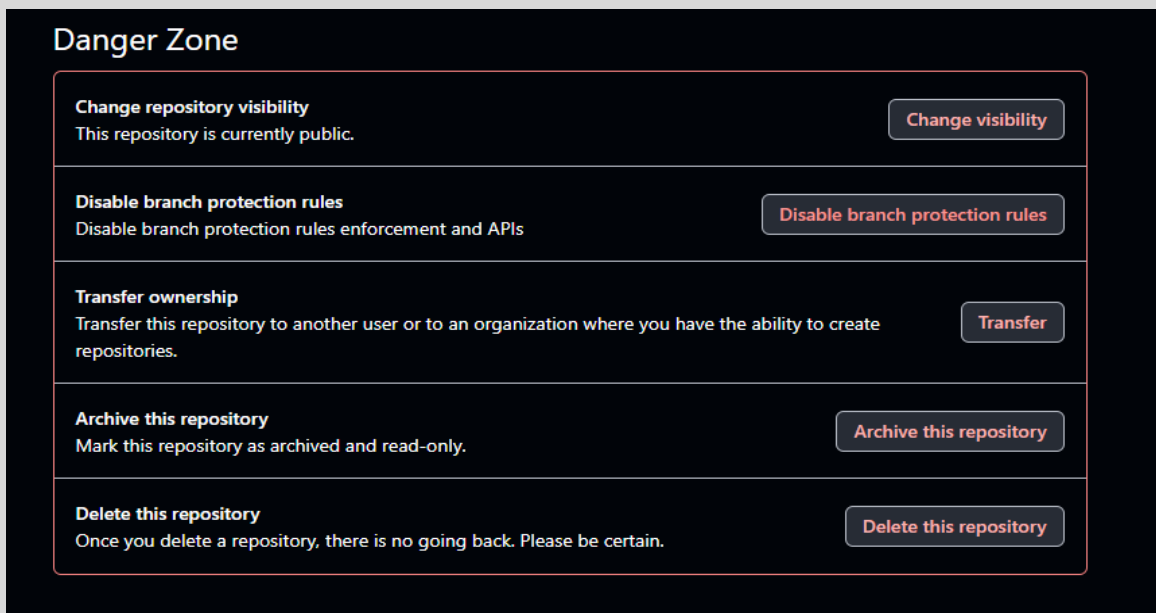 Danger Zone
Change repository visibility
This repository is currently public.
Change visibility
Disable branch protection rules
Disable branch protection rules enforcement and APIs
Disable branch protection rules
Transfer ownership
Transfer this repository to another user or to an organization where you have the ability to create
repositories.
Transfer
Archive this repository
Mark this repository as archived and read-only.
Archive this repository
Delete this repository
Once you delete a repository, there is no going back. Please be certain.
Delete this repository